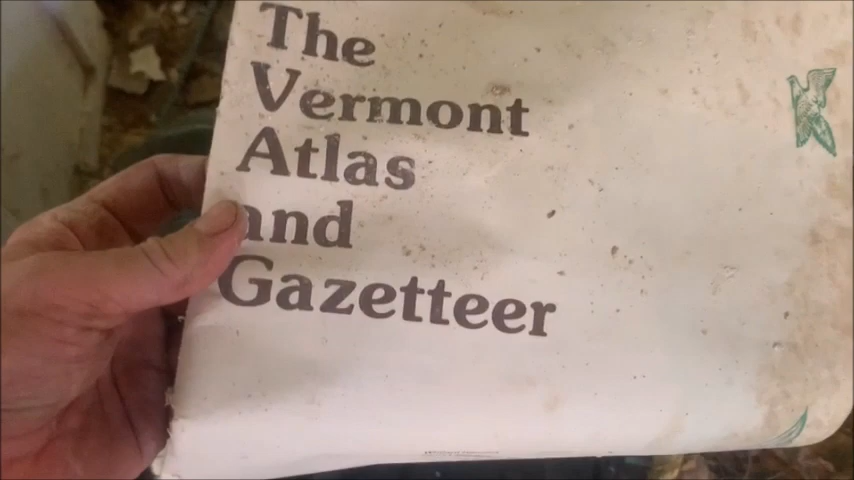 The
Vermont
Atlas
and
Gazetteer